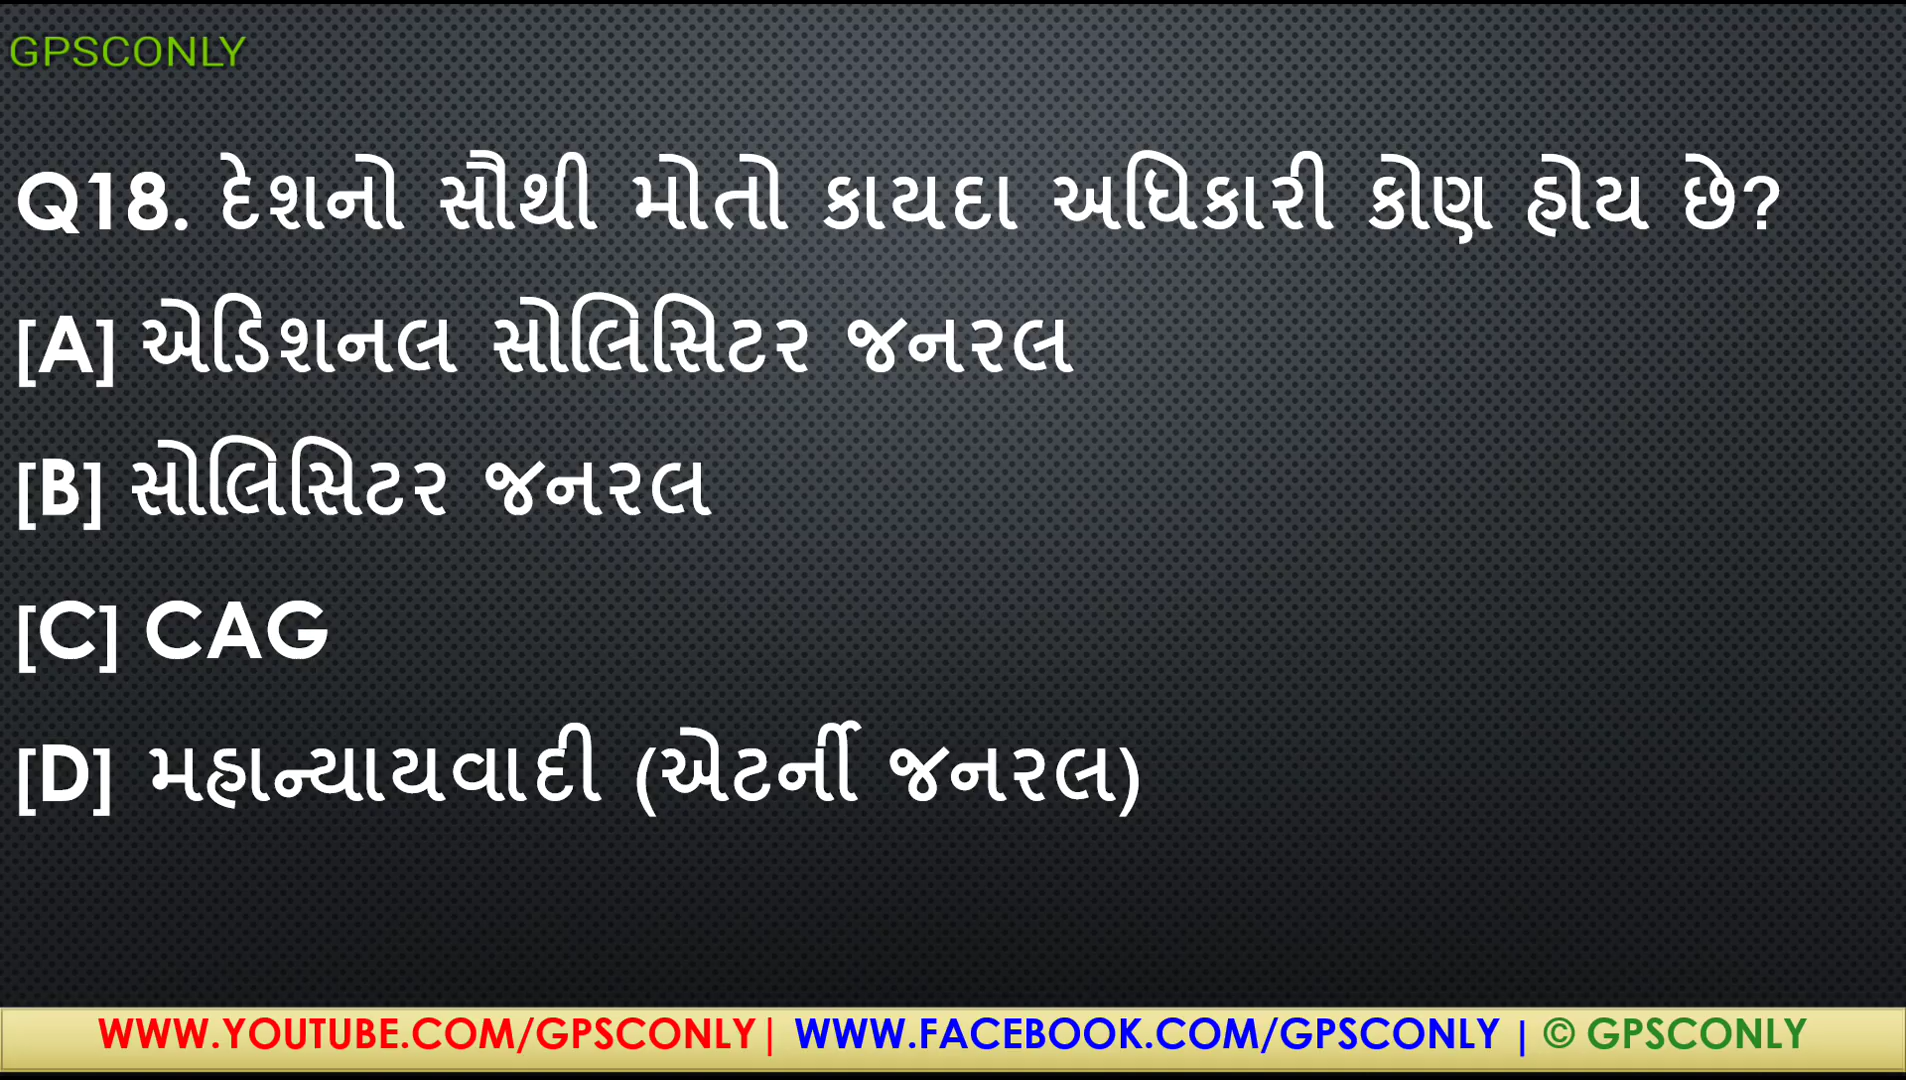 GPSCONLY
Q18. દેશનો સૌથી મોતો કાયદા અધિકારી કોણ હોય છે?
[A] એડિશનલ સોલિસિટર જનરલ
[B] સોલિસિટર જનરલ
[C] CAG
[D] મહાન્યાયવાદી (એટર્ની જનરલ)
WWW.YOUTUBE.COM/GPSCONLY| WWW.FACEBOOK.COM/GPSCONLY | © GPSCONLY